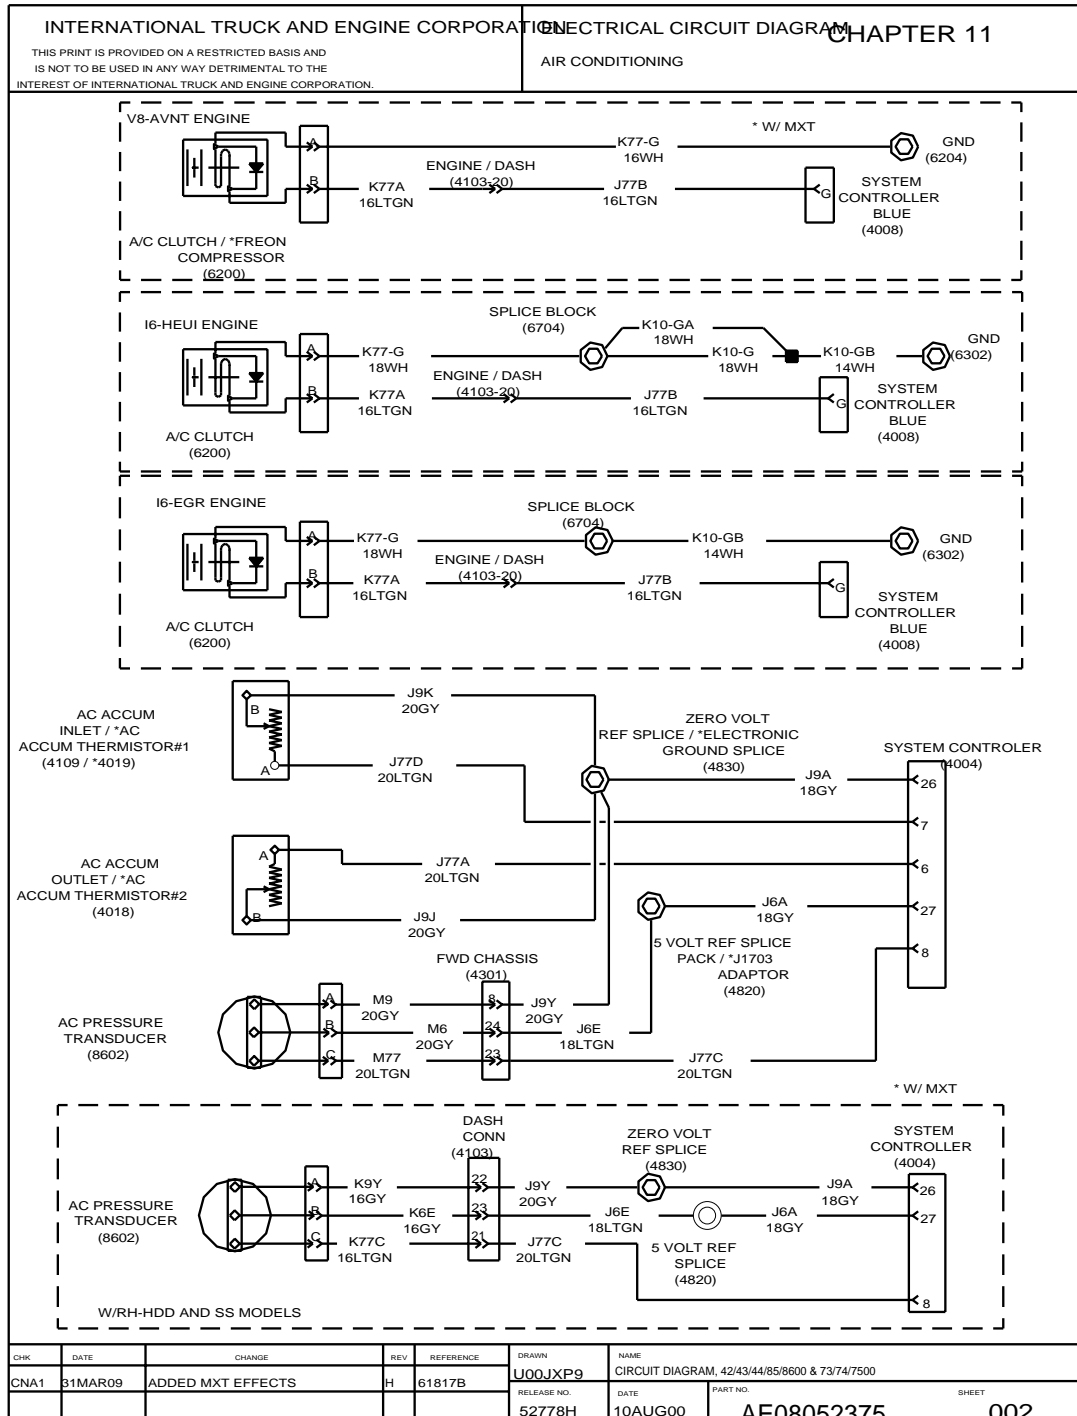 INTERNATIONAL TRUCK AND ENGINE CORPORATION
THIS PRINT IS PROVIDED ON A RESTRICTED BASIS AND
IS NOT TO BE USED IN ANY WAY DETRIMENTAL TO THE
INTEREST OF INTERNATIONAL TRUCK AND ENGINE CORPORATION.
ELECTRICAL CIRCUIT DIAGRAM
CHAPTER 11
AIR CONDITIONING
V8-AVNT ENGINE
* W/ MXT
A
K77-G
16WH
GND
(6204)
ENGINE / DASH
(4103-20)
B
K77A
16LTGN
J77B
16LTGN
G
SYSTEM
CONTROLLER
BLUE
(4008)
A/C CLUTCH / *FREON
COMPRESSOR
(6200)
I6-HEUI ENGINE
SPLICE BLOCK
(6704)
K10-GA
18WH
A
K77-G
18WH
K10-G
18WH
K10-GB
14WH
GND
(6302)
ENGINE / DASH
(4103-20)
B
K77A
16LTGN
J77B
16LTGN
G
SYSTEM
CONTROLLER
BLUE
(4008)
A/C CLUTCH
(6200)
I6-EGR ENGINE
SPLICE BLOCK
(6704)
A
K77-G
18WH
K10-GB
14WH
GND
(6302)
ENGINE / DASH
(4103-20)
B
K77A
16LTGN
J77B
16LTGN
G
SYSTEM
CONTROLLER
BLUE
(4008)
A/C CLUTCH
(6200)
AC ACCUM
INLET / *AC
ACCUM THERMISTOR#1
(4109 / *4019)
B
A
J9K
20GY
J77D
20LTGN
ZERO VOLT
REF SPLICE / *ELECTRONIC
GROUND SPLICE
(4830)
SYSTEM CONTROLER
(4004)
J9A
18GY
26
7
AC ACCUM
OUTLET / *AC
ACCUM THERMISTOR#2
(4018)
A
B
J77A
20LTGN
6
J9J
20GY
J6A
18GY
27
5 VOLT REF SPLICE
PACK / *J1703
ADAPTOR
(4820)
8
FWD CHASSIS
(4301)
AC PRESSURE
TRANSDUCER
(8602)
A
M9
20GY
8
J9Y
20GY
B
M6
20GY
24
J6E
18LTGN
C
M77
20LTGN
23
J77C
20LTGN
* W/ MXT
DASH
CONN
(4103)
ZERO VOLT
REF SPLICE
(4830)
SYSTEM
CONTROLLER
(4004)
AC PRESSURE
TRANSDUCER
(8602)
A
K9Y
16GY
22
J9Y
20GY
J9A
18GY
26
B
K6E
16GY
23
J6E
18LTGN
J6A
18GY
27
C
K77C
16LTGN
21
J77C
20LTGN
5 VOLT REF
SPLICE
(4820)
8
W/RH-HDD AND SS MODELS
CHK DATE CHANGE REV REFERENCE
CNA1 31MAR09 ADDED MXT EFFECTS H 61817B
DRAWN
U00JXP9
NAME
CIRCUIT DIAGRAM, 42/43/44/85/8600 & 73/74/7500
RELEASE NO.
52778H
DATE
10AUG00
PART NO.
AE08052375
SHEET
002